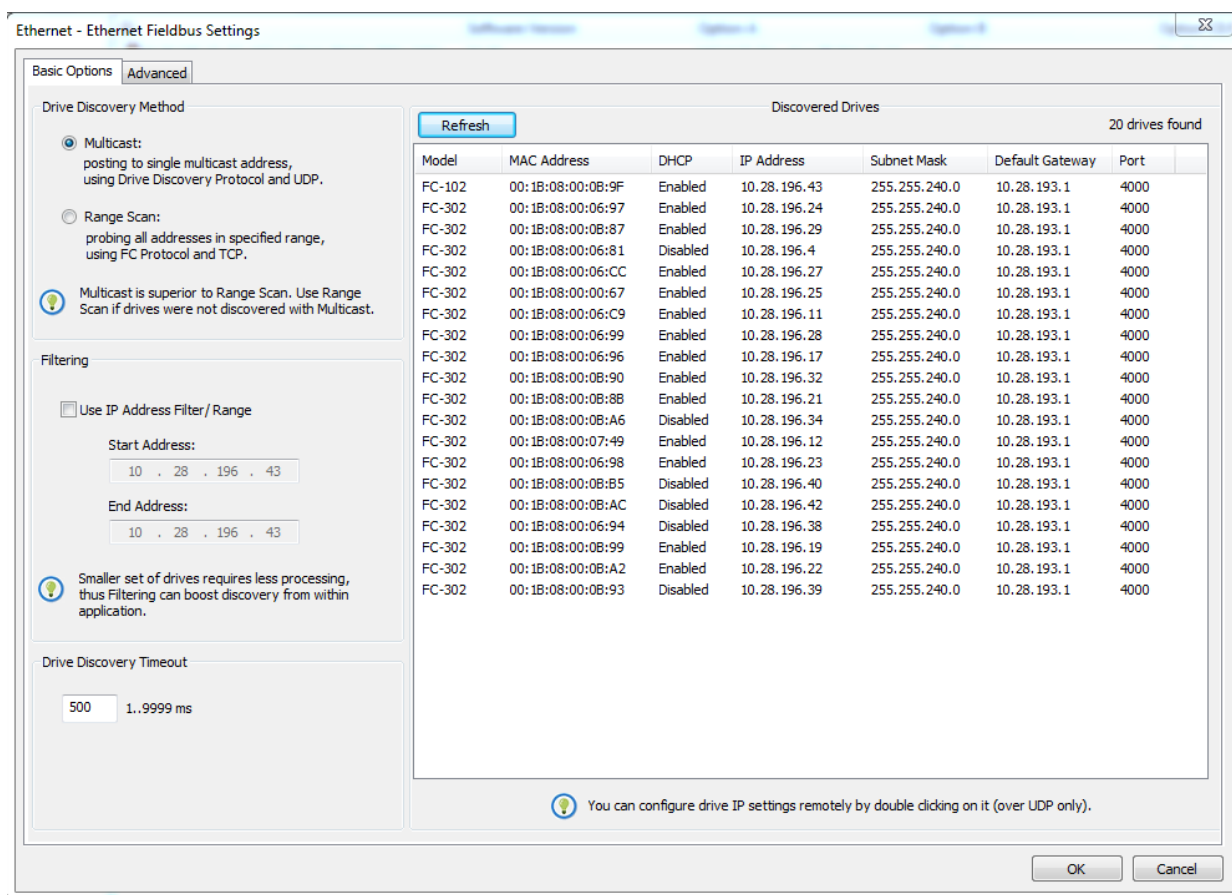 Ethernet - Ethernet Fieldbus Settings
Basic Options Advanced
Drive Discovery Method
Multicast:
posting to single multicast address,
using Drive Discovery Protocol and UDP.
Range Scan:
probing all addresses in specified range,
using FC Protocol and TCP.
Multicast is superior to Range Scan. Use Range
Scan if drives were not discovered with Multicast.
Filtering
Use IP Address Filter/Range
Start Address:
10 . 28 . 196 . 43
End Address:
10 . 28 . 196 . 43
Smaller set of drives requires less processing,
thus Filtering can boost discovery from within
application.
Drive Discovery Timeout
500 1..9999 ms
Discovered Drives
Refresh 20 drives found
Model MAC Address DHCP IP Address Subnet Mask Default Gateway Port
FC-102 00:1B:08:00:0B:9F Enabled 10.28.196.43 255.255.240.0 10.28.193.1 4000
FC-302 00:1B:08:00:06:97 Enabled 10.28.196.24 255.255.240.0 10.28.193.1 4000
FC-302 00:1B:08:00:0B:87 Enabled 10.28.196.29 255.255.240.0 10.28.193.1 4000
FC-302 00:1B:08:00:06:81 Disabled 10.28.196.4 255.255.240.0 10.28.193.1 4000
FC-302 00:1B:08:00:06:CC Enabled 10.28.196.27 255.255.240.0 10.28.193.1 4000
FC-302 00:1B:08:00:00:67 Enabled 10.28.196.25 255.255.240.0 10.28.193.1 4000
FC-302 00:1B:08:00:06:C9 Enabled 10.28.196.11 255.255.240.0 10.28.193.1 4000
FC-302 00:1B:08:00:06:99 Enabled 10.28.196.28 255.255.240.0 10.28.193.1 4000
FC-302 00:1B:08:00:06:96 Enabled 10.28.196.17 255.255.240.0 10.28.193.1 4000
FC-302 00:1B:08:00:0B:90 Enabled 10.28.196.32 255.255.240.0 10.28.193.1 4000
FC-302 00:1B:08:00:0B:8B Enabled 10.28.196.21 255.255.240.0 10.28.193.1 4000
FC-302 00:1B:08:00:0B:A6 Disabled 10.28.196.34 255.255.240.0 10.28.193.1 4000
FC-302 00:1B:08:00:07:49 Enabled 10.28.196.12 255.255.240.0 10.28.193.1 4000
FC-302 00:1B:08:00:06:98 Enabled 10.28.196.23 255.255.240.0 10.28.193.1 4000
FC-302 00:1B:08:00:0B:B5 Disabled 10.28.196.40 255.255.240.0 10.28.193.1 4000
FC-302 00:1B:08:00:0B:AC Disabled 10.28.196.42 255.255.240.0 10.28.193.1 4000
FC-302 00:1B:08:00:06:94 Disabled 10.28.196.38 255.255.240.0 10.28.193.1 4000
FC-302 00:1B:08:00:0B:99 Enabled 10.28.196.19 255.255.240.0 10.28.193.1 4000
FC-302 00:1B:08:00:0B:A2 Enabled 10.28.196.22 255.255.240.0 10.28.193.1 4000
FC-302 00:1B:08:00:0B:93 Disabled 10.28.196.39 255.255.240.0 10.28.193.1 4000
You can configure drive IP settings remotely by double clicking on it (over UDP only).
OK Cancel